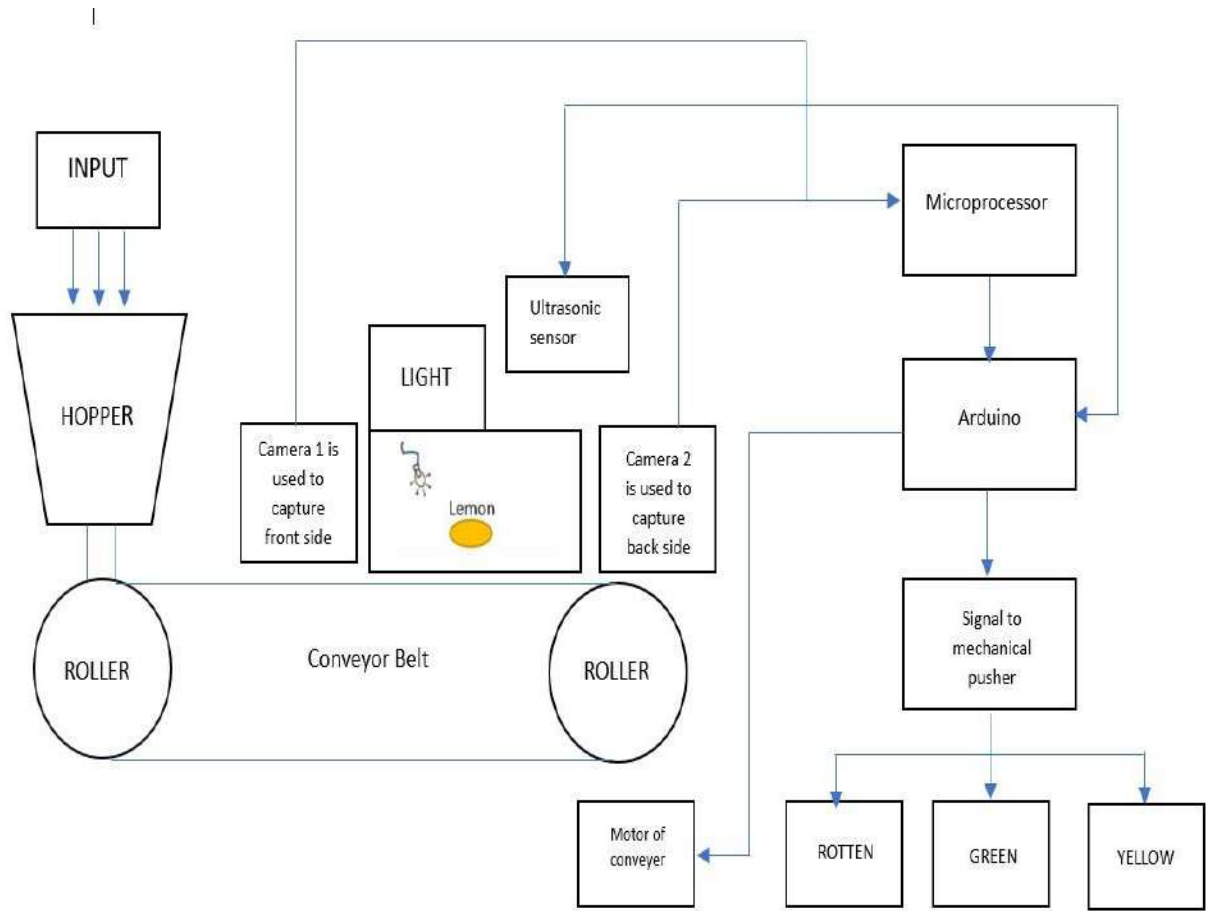 INPUT
HOPPER
ROLLER
Conveyor Belt
ROLLER
Camera 1 is
used to
capture
front side
LIGHT
Lemon
Ultrasonic
sensor
Camera 2
is used to
capture
back side
Microprocessor
Arduino
Signal to
mechanical
pusher
Motor of
conveyer
ROTTEN
GREEN
YELLOW